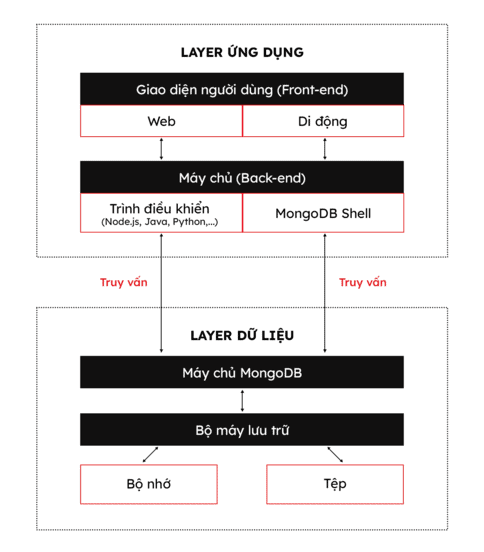 LAYER ỨNG DỤNG
Giao diện người dùng (Front-end)
Web
Di động
Máy chủ (Back-end)
Trình điều khiển
(Node.js, Java, Python,...)
MongoDB Shell
Truy vấn
Truy vấn
LAYER DỮ LIỆU
Máy chủ MongoDB
Bộ máy lưu trữ
Bộ nhớ
Tệp